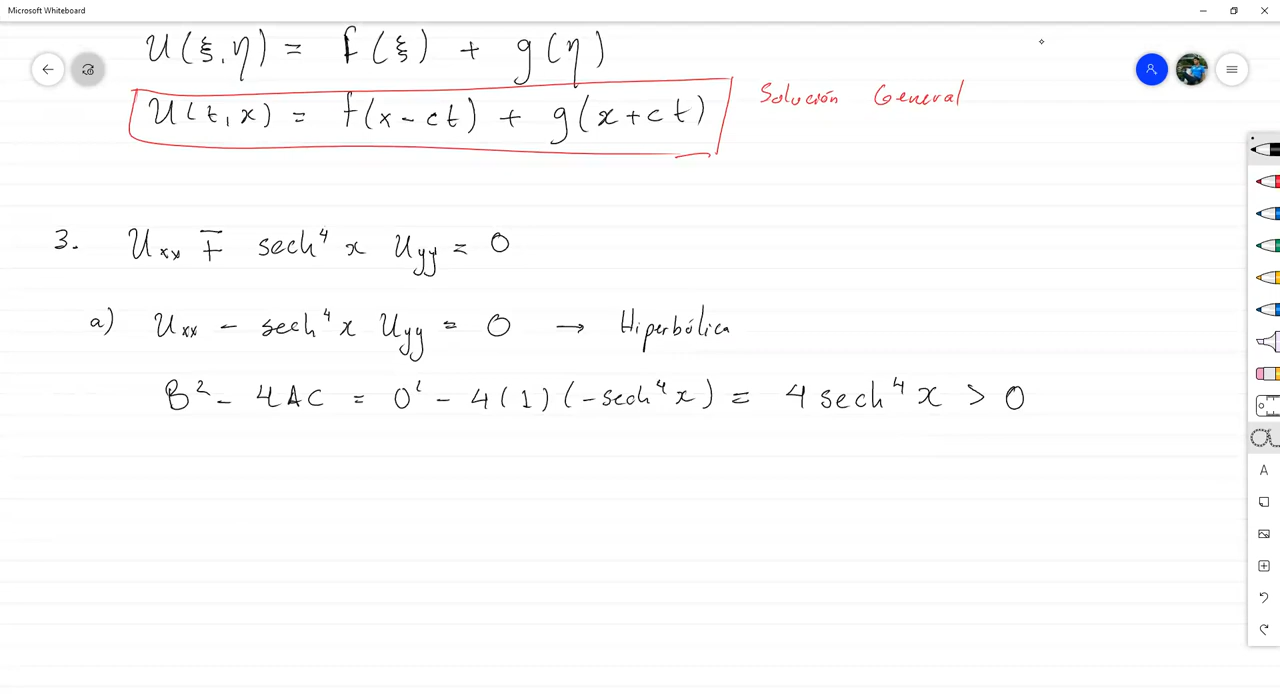 Microsoft Whiteboard
U(ξ,η) = f(ξ) + g(η)
U(t,x) = f(x-ct) + g(x+ct) Solución General
3. Uxx ∓ sech⁴ x Uyy = 0
a) Uxx - sech⁴ x Uyy = 0 → Hiperbólica
B² - 4AC = 0² - 4(1)(-sech⁴x) = 4 sech⁴ x > 0
A